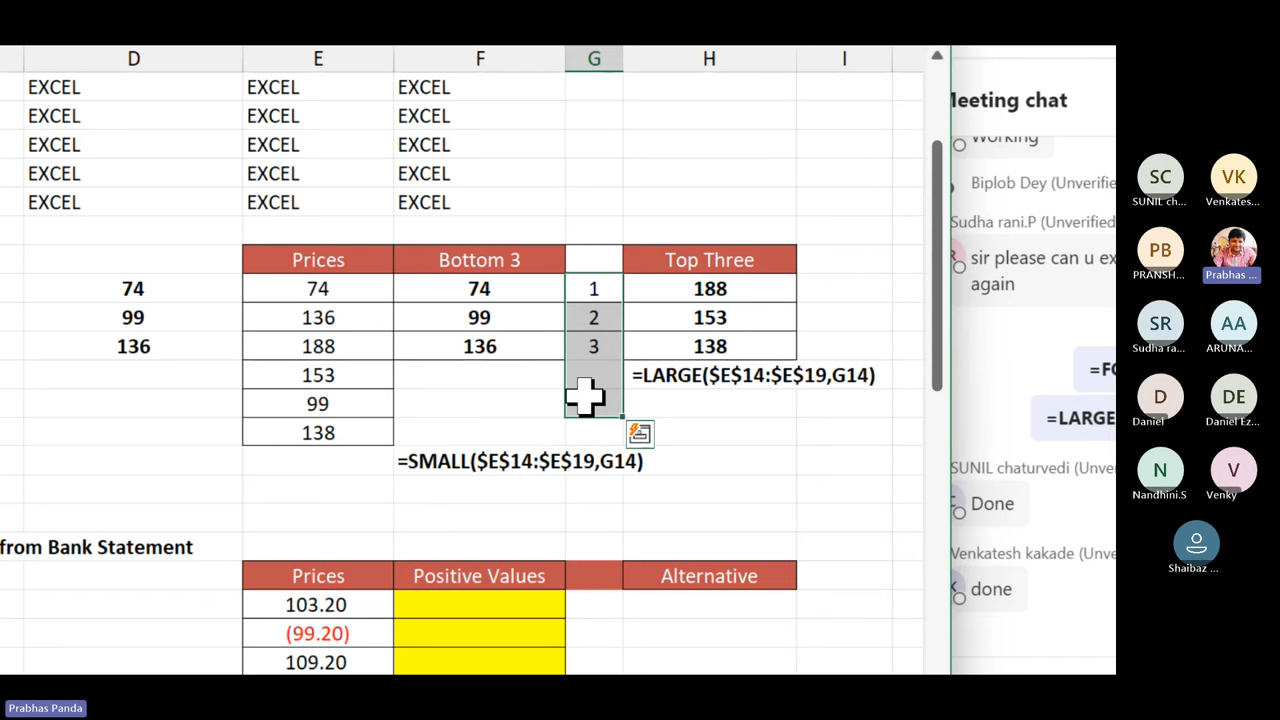 D E F G H I
EXCEL EXCEL EXCEL
EXCEL EXCEL EXCEL
EXCEL EXCEL EXCEL
EXCEL EXCEL EXCEL
EXCEL EXCEL EXCEL
Prices Bottom 3 Top Three
74 74 74 1 188
99 136 99 2 153
136 188 136 3 138
153 =LARGE($E$14:$E$19,G14)
99
138
=SMALL($E$14:$E$19,G14)
from Bank Statement
Prices Positive Values Alternative
103.20
(99.20)
109.20
Meeting chat
Working
Biplob Dey (Unverifie
Sudha rani.P (Unverified
sir please can u ex
again
=FO
=LARGE
SUNIL chaturvedi (Unver
Done
Venkatesh kakade (Unve
done
SC VK
SUNIL ch... Venkates...
PB
PRANSH... Prabhas ...
SR AA
Sudha ra... ARUNA...
D DE
Daniel Daniel Ez...
N V
Nandhini.S Venky
Shaibaz ...
Prabhas Panda